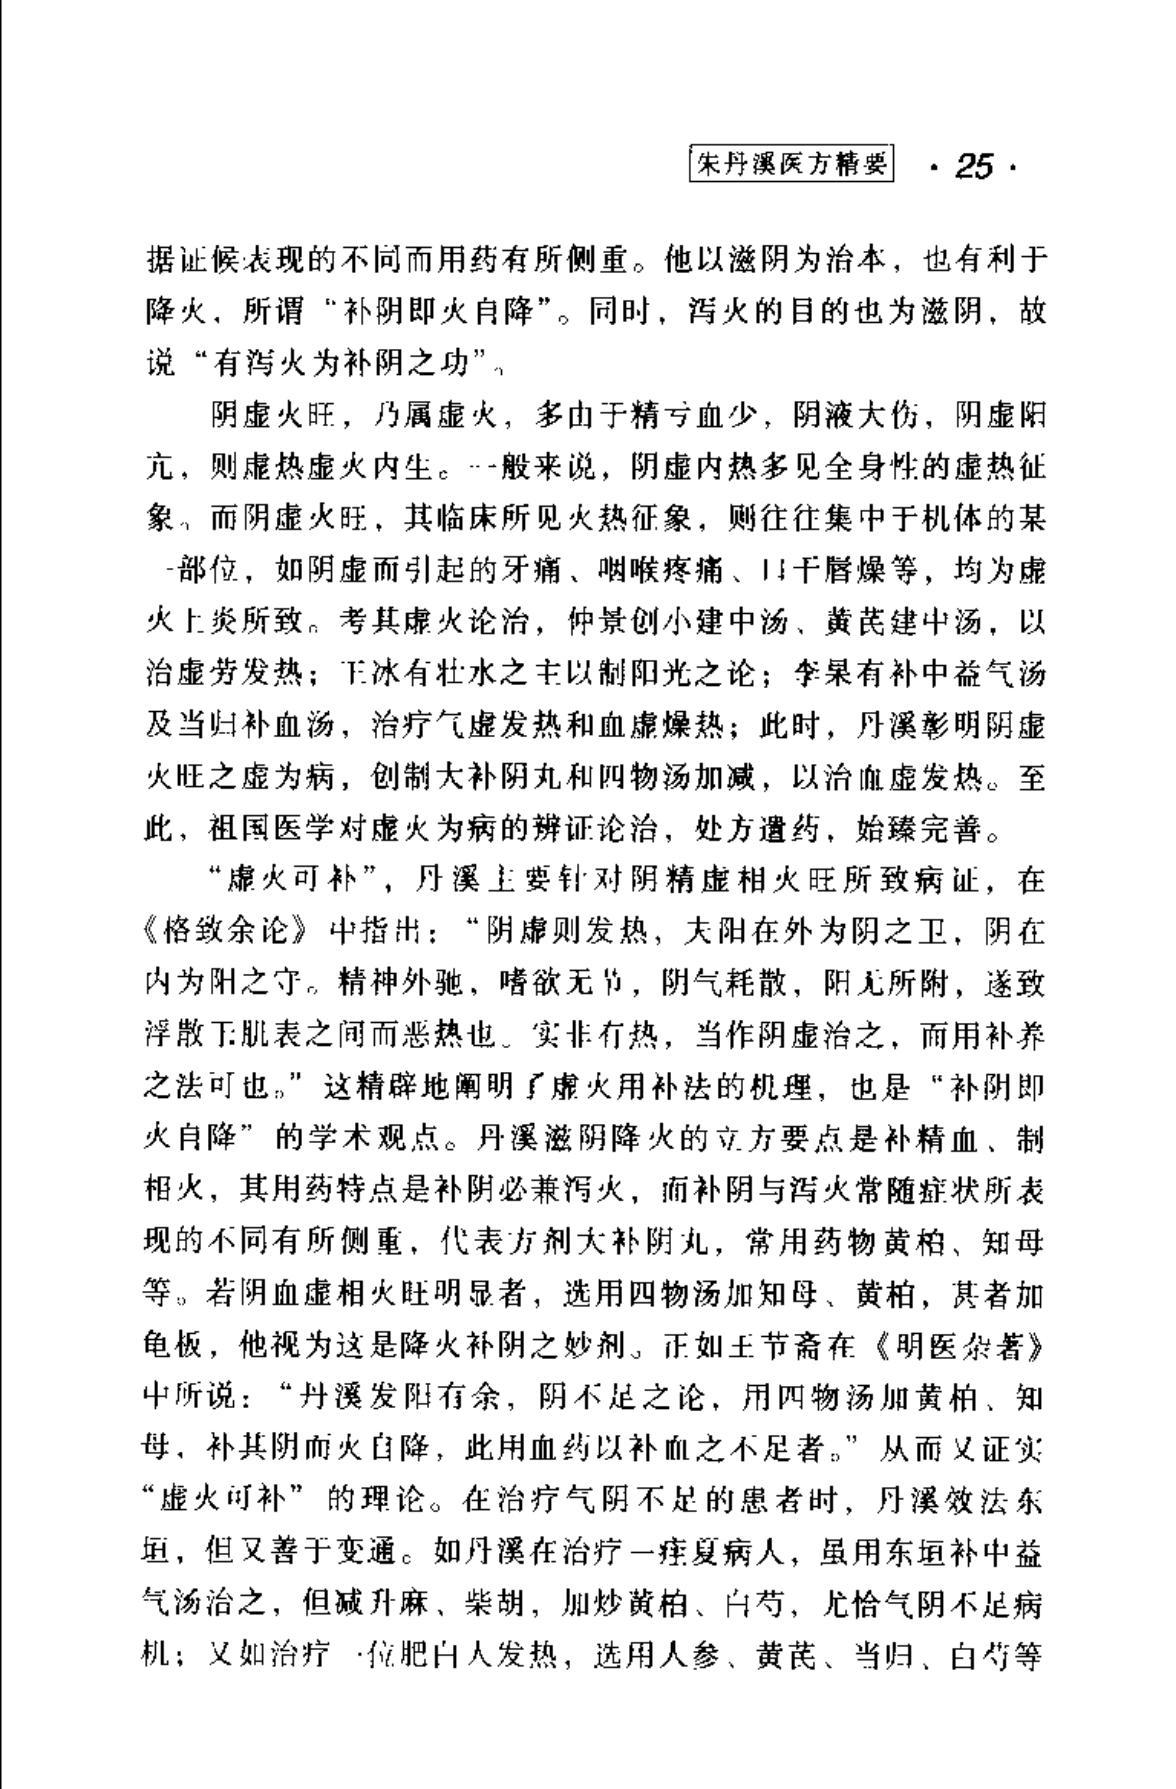 朱丹溪医方精要 ·25·
据证候表现的不同而用药有所侧重。他以滋阴为治本，也有利于
降火，所谓“补阴即火自降”。同时，泻火的目的也为滋阴，故
说“有泻火为补阴之功”。
阴虚火旺，乃属虚火，多由于精亏血少，阴液大伤，阴虚阳
亢，则虚热虚火内生。一般来说，阴虚内热多见全身性的虚热征
象。而阴虚火旺，其临床所见火热征象，则往往集中于机体的某
一部位，如阴虚而引起的牙痛、咽喉疼痛、口干唇燥等，均为虚
火上炎所致。考其虚火论治，仲景创小建中汤、黄芪建中汤，以
治虚劳发热；王冰有壮水之主以制阳光之论；李杲有补中益气汤
及当归补血汤，治疗气虚发热和血虚燥热；此时，丹溪彰明阴虚
火旺之虚为病，创制大补阴丸和四物汤加减，以治血虚发热。至
此，祖国医学对虚火为病的辨证论治，处方遣药，始臻完善。
“虚火可补”，丹溪主要针对阴精虚相火旺所致病证，在
《格致余论》中指出：“阴虚则发热，夫阳在外为阴之卫，阴在
内为阳之守。精神外驰，嗜欲无节，阴气耗散，阳无所附，遂致
浮散于肌表之间而恶热也。实非有热，当作阴虚治之，而用补养
之法可也。”这精辟地阐明了虚火用补法的机理，也是“补阴即
火自降”的学术观点。丹溪滋阴降火的立方要点是补精血、制
相火，其用药特点是补阴必兼泻火，而补阴与泻火常随症状所表
现的不同有所侧重，代表方剂大补阴丸，常用药物黄柏、知母
等。若阴血虚相火旺明显者，选用四物汤加知母、黄柏，甚者加
龟板，他视为这是降火补阴之妙剂。正如王节斋在《明医杂著》
中所说：“丹溪发阳有余，阴不足之论，用四物汤加黄柏、知
母，补其阴而火自降，此用血药以补血之不足者。”从而又证实
“虚火可补”的理论。在治疗气阴不足的患者时，丹溪效法东
垣，但又善于变通。如丹溪在治疗一疰夏病人，虽用东垣补中益
气汤治之，但减升麻、柴胡，加炒黄柏、白芍，尤恰气阴不足病
机；又如治疗一位肥白人发热，选用人参、黄芪、当归、白芍等